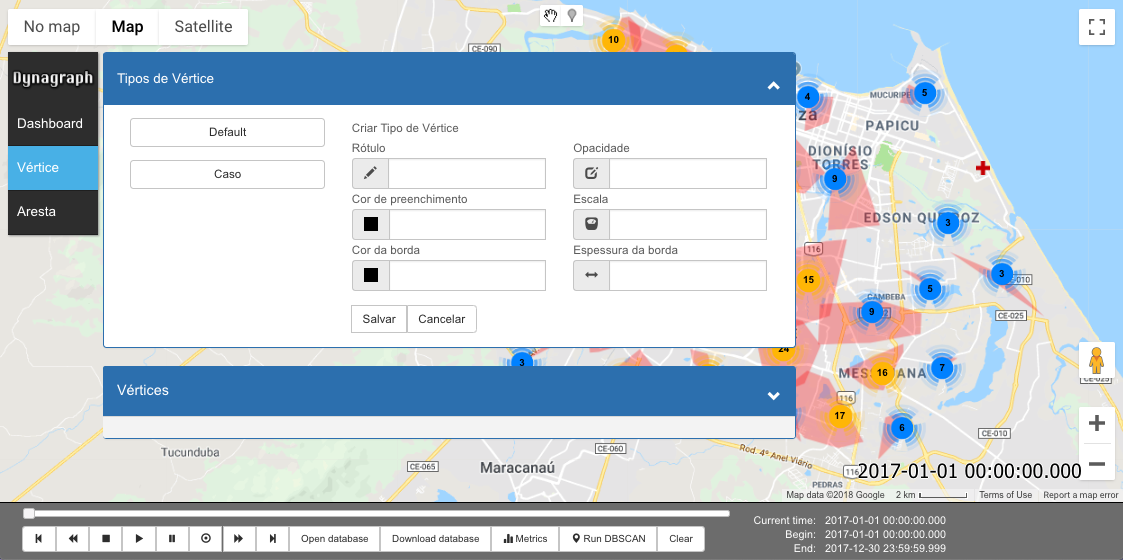 No map
Map
Satellite
CE-090
10
Dynagraph
Dashboard
Vértice
Aresta
Tipos de Vértice
Default
Caso
Criar Tipo de Vértice
Rótulo
Opacidade
Cor de preenchimento
Escala
Cor da borda
Espessura da borda
Salvar
Cancelar
Vértices
4
5
MUCURIPE
za
PAPICU
DIONÍSIO
TORRES
9
EDSON QUEIROZ
3
116
15
3
CE-010
5
CAMBEBA
9
CE-025
24
3
MESSEJANA
16
7
CE-025
116
17
6
CE-010
Tucunduba
CE-065
CE-060
Maracanaú
Rod. 4º Anel Viário
116
PEDRAS
2017-01-01 00:00:00.000
Map data ©2018 Google
2 km
Terms of Use
Report a map error
Open database
Download database
Metrics
Run DBSCAN
Clear
Current time: 2017-01-01 00:00:00.000
Begin: 2017-01-01 00:00:00.000
End: 2017-12-30 23:59:59.999